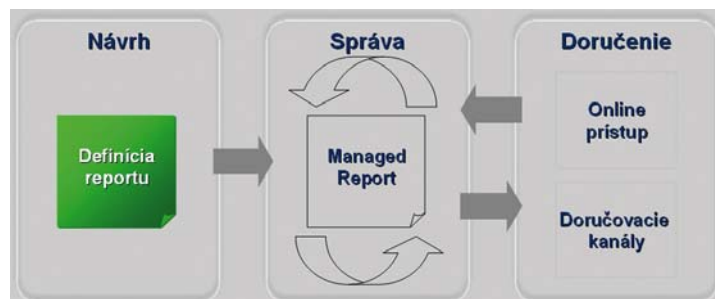 Návrh
Definícia
reportu
Správa
Managed
Report
Doručenie
Online
prístup
Doručovacie
kanály